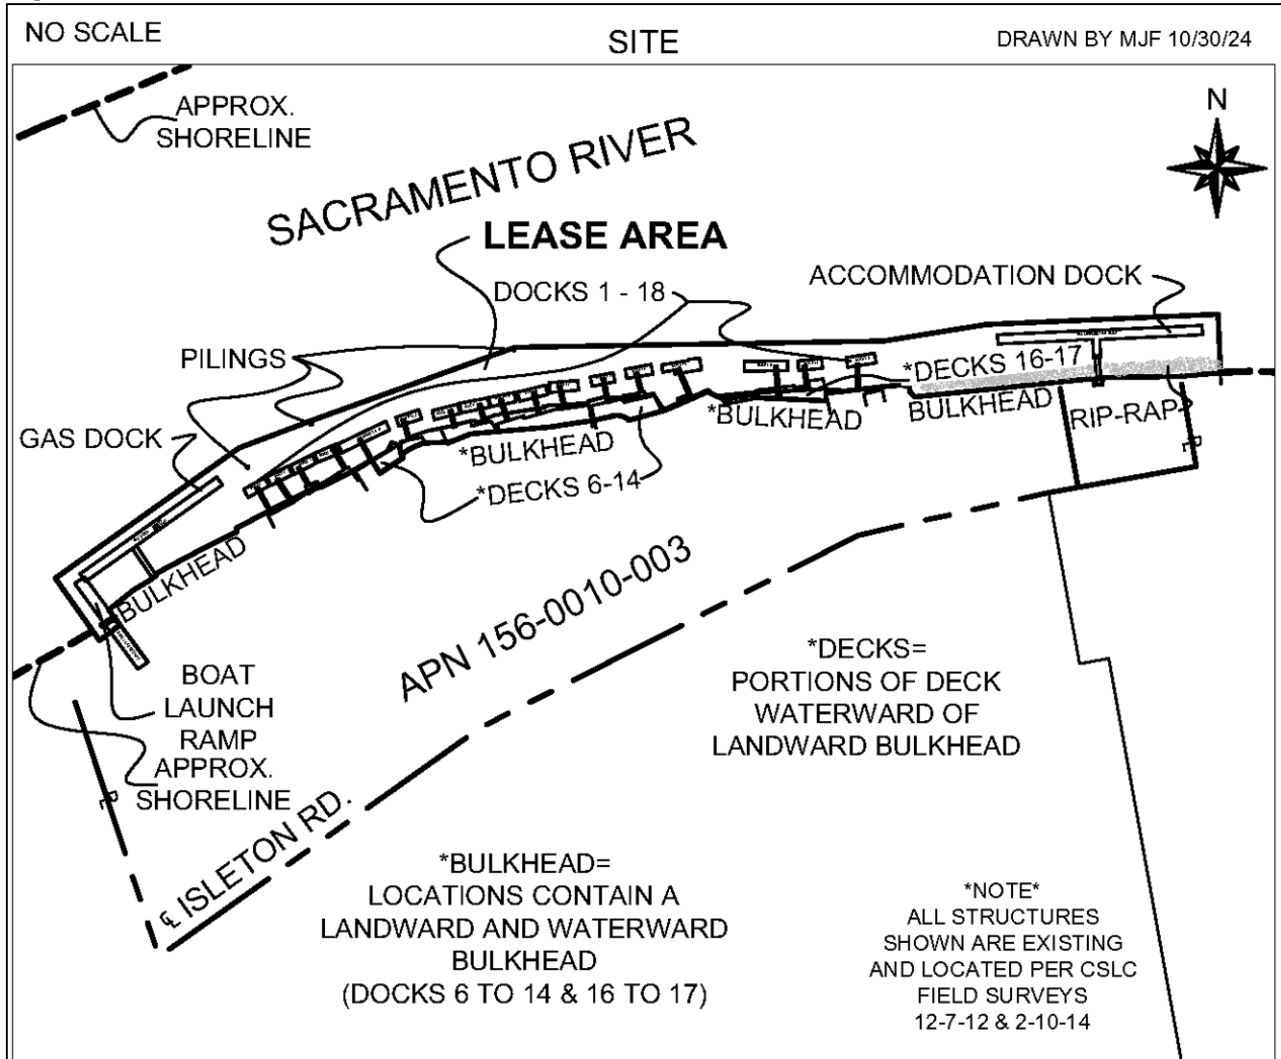 NO SCALE
SITE
DRAWN BY MJF 10/30/24
APPROX.
SHORELINE
N
SACRAMENTO RIVER
LEASE AREA
ACCOMMODATION DOCK
DOCKS 1 - 18
PILINGS
*DECKS 16-17
BULKHEAD
*BULKHEAD
RIP-RAP
GAS DOCK
*BULKHEAD
*DECKS 6-14
BULKHEAD
APN 156-0010-003
BOAT
LAUNCH
RAMP
APPROX.
SHORELINE
℄ ISLETON RD.
*DECKS=
PORTIONS OF DECK
WATERWARD OF
LANDWARD BULKHEAD
*BULKHEAD=
LOCATIONS CONTAIN A
LANDWARD AND WATERWARD
BULKHEAD
(DOCKS 6 TO 14 & 16 TO 17)
*NOTE*
ALL STRUCTURES
SHOWN ARE EXISTING
AND LOCATED PER CSLC
FIELD SURVEYS
12-7-12 & 2-10-14